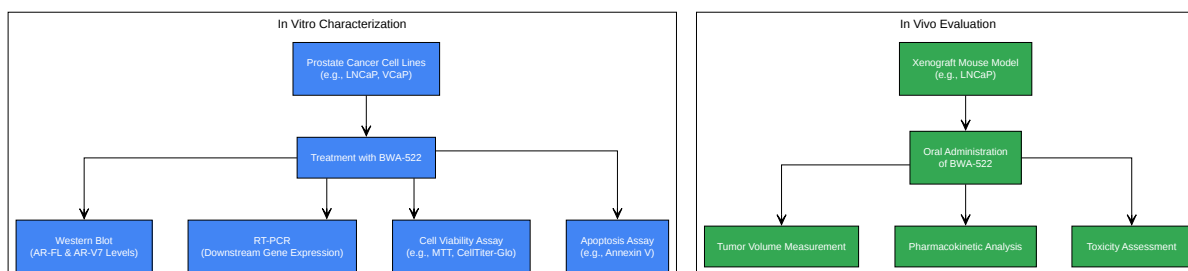 In Vitro Characterization
Prostate Cancer Cell Lines
(e.g., LNCaP, VCaP)
Treatment with BWA-522
Western Blot
(AR-FL & AR-V7 Levels)
RT-PCR
(Downstream Gene Expression)
Cell Viability Assay
(e.g., MTT, CellTiter-Glo)
Apoptosis Assay
(e.g., Annexin V)
In Vivo Evaluation
Xenograft Mouse Model
(e.g., LNCaP)
Oral Administration
of BWA-522
Tumor Volume Measurement
Pharmacokinetic Analysis
Toxicity Assessment